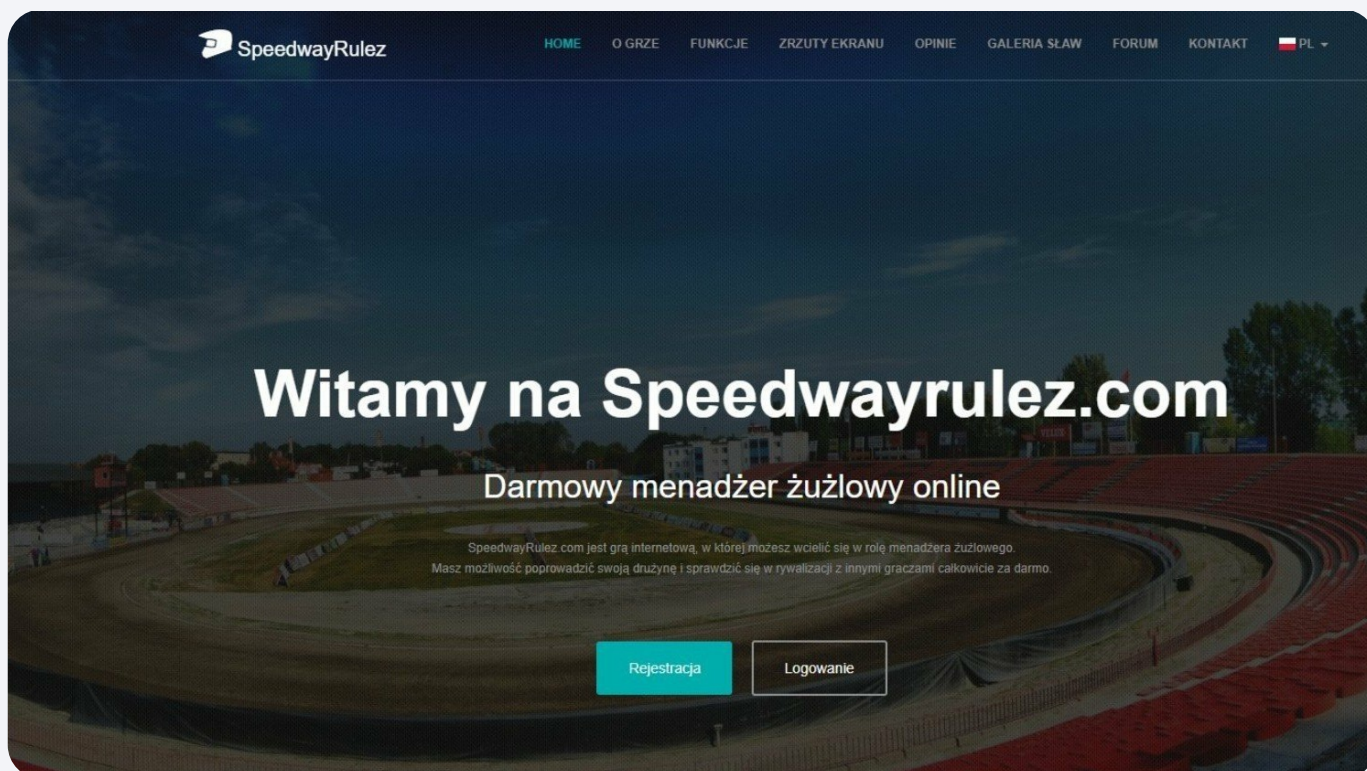 SpeedwayRulez
HOME O GRZE FUNKCJE ZRZUTY EKRANU OPINIE GALERIA SŁAW FORUM KONTAKT PL
Witamy na Speedwayrulez.com
Darmowy menadżer żużlowy online
SpeedwayRulez.com jest grą internetową, w której możesz wcielić się w rolę menadżera żużlowego.
Masz możliwość poprowadzić swoją drużynę i sprawdzić się w rywalizacji z innymi graczami całkowicie za darmo.
Rejestracja Logowanie